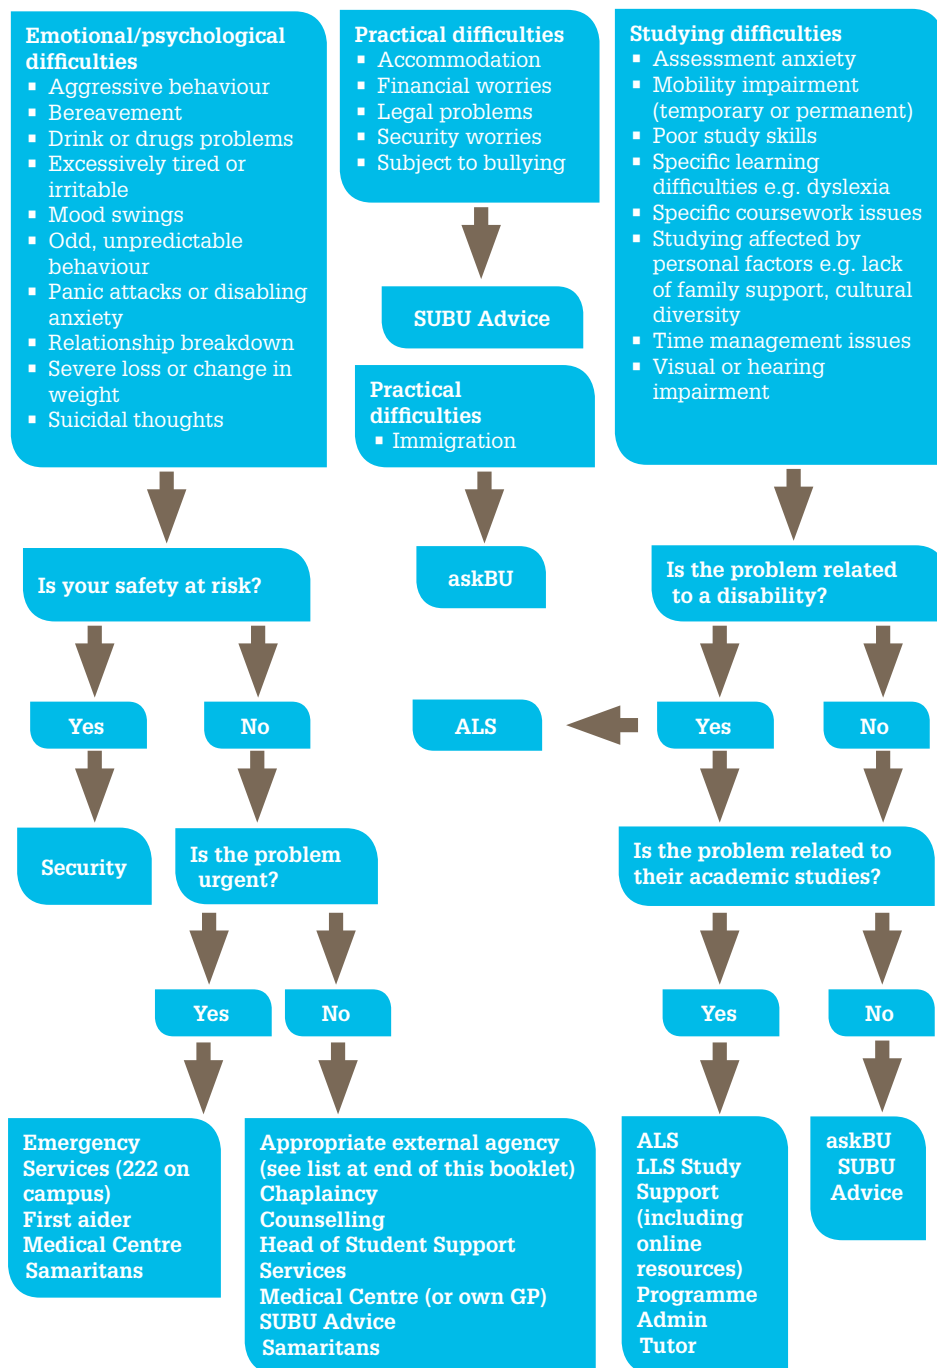 Emotional/psychological
difficulties
▪ Aggressive behaviour
▪ Bereavement
▪ Drink or drugs problems
▪ Excessively tired or
irritable
▪ Mood swings
▪ Odd, unpredictable
behaviour
▪ Panic attacks or disabling
anxiety
▪ Relationship breakdown
▪ Severe loss or change in
weight
▪ Suicidal thoughts
Practical difficulties
▪ Accommodation
▪ Financial worries
▪ Legal problems
▪ Security worries
▪ Subject to bullying
SUBU Advice
Practical
difficulties
▪ Immigration
askBU
Studying difficulties
▪ Assessment anxiety
▪ Mobility impairment
(temporary or permanent)
▪ Poor study skills
▪ Specific learning
difficulties e.g. dyslexia
▪ Specific coursework issues
▪ Studying affected by
personal factors e.g. lack
of family support, cultural
diversity
▪ Time management issues
▪ Visual or hearing
impairment
Is your safety at risk?
Yes
No
Security
Is the problem
urgent?
Yes
No
Emergency
Services (222 on
campus)
First aider
Medical Centre
Samaritans
Appropriate external agency
(see list at end of this booklet)
Chaplaincy
Counselling
Head of Student Support
Services
Medical Centre (or own GP)
SUBU Advice
Samaritans
Is the problem related
to a disability?
ALS
Yes
No
Is the problem related to
their academic studies?
Yes
No
ALS
LLS Study
Support
(including
online
resources)
Programme
Admin
Tutor
askBU
SUBU
Advice